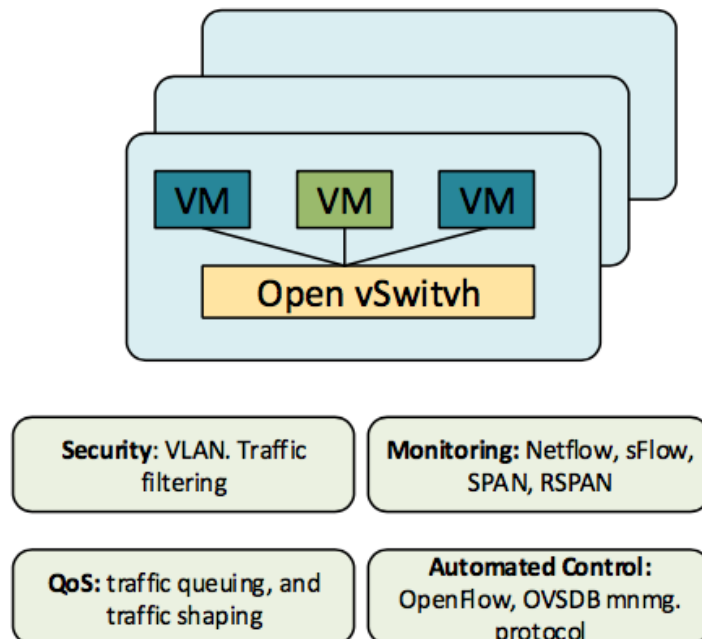 VM VM VM
Open vSwitvh
Security: VLAN. Traffic
filtering
Monitoring: Netflow, sFlow,
SPAN, RSPAN
QoS: traffic queuing, and
traffic shaping
Automated Control:
OpenFlow, OVSDB mnmg.
protocol